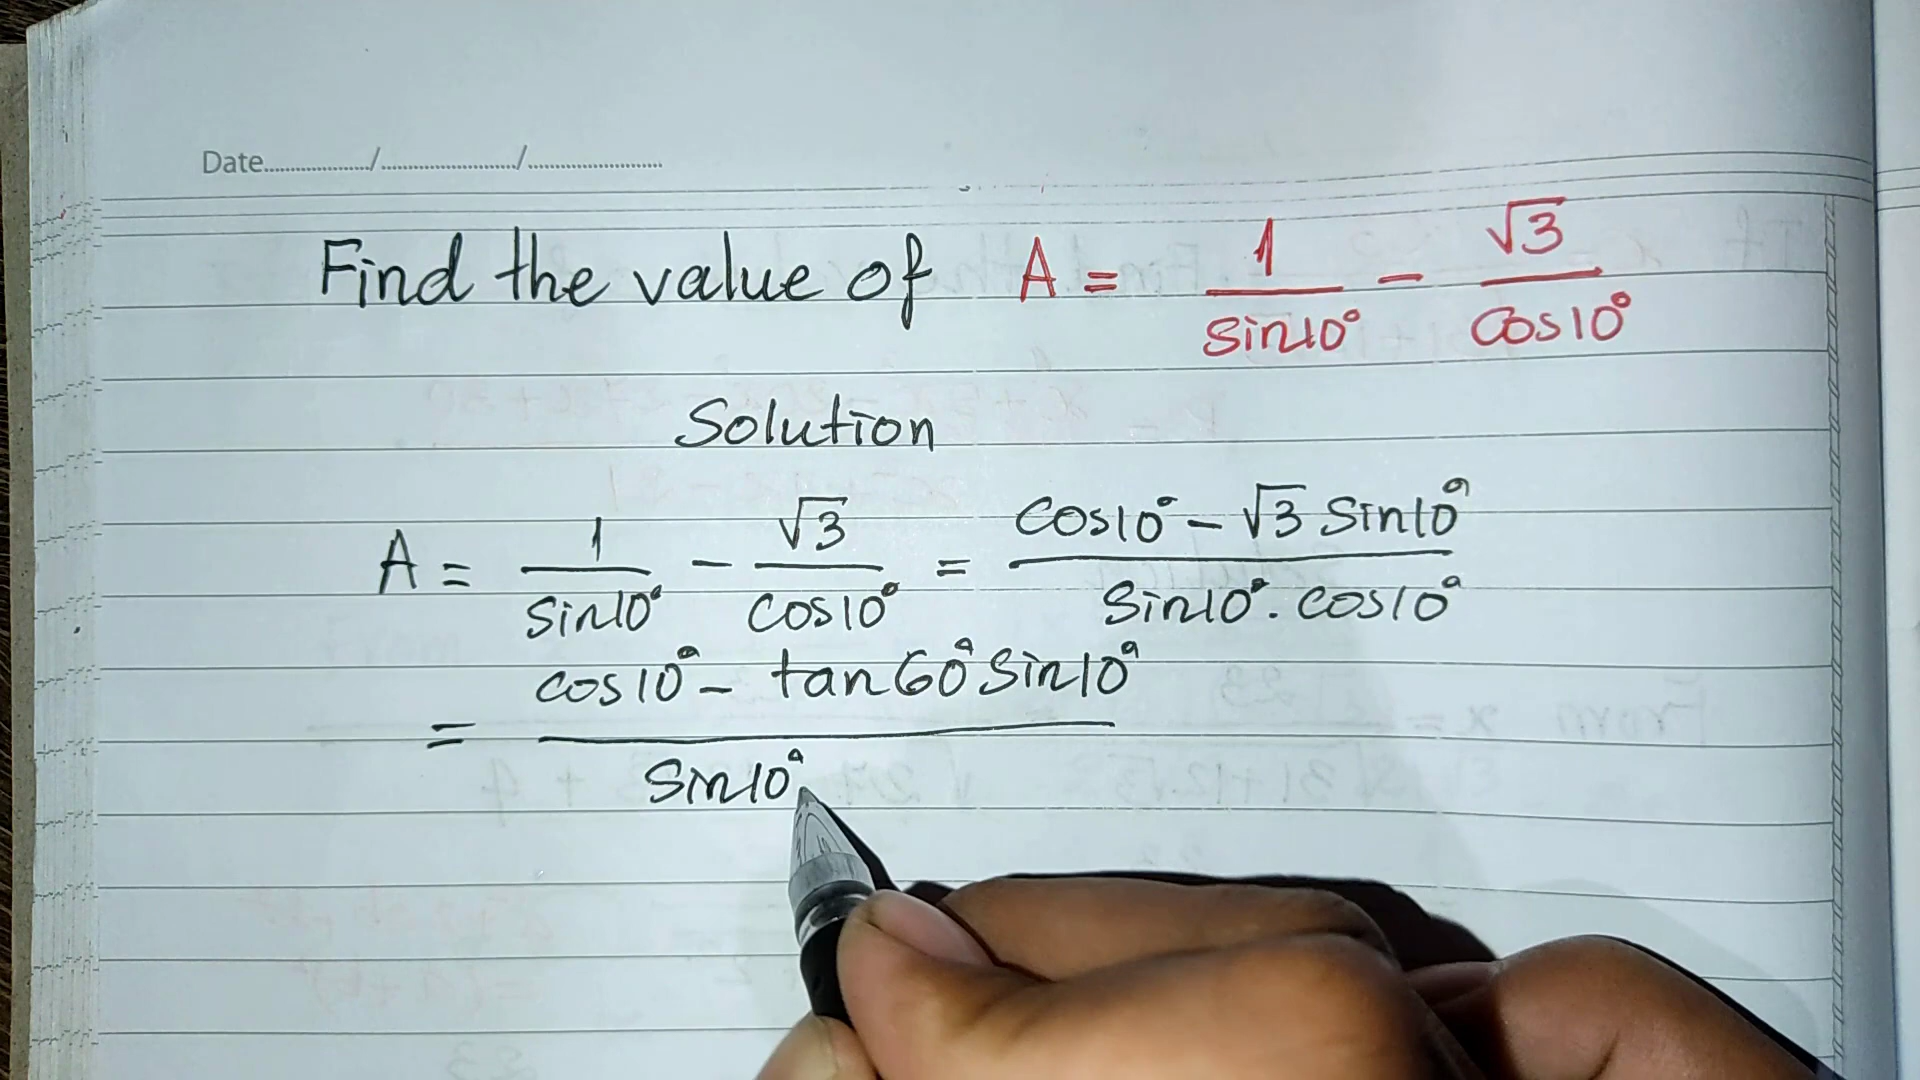 Date............../................../..................
Find the value of A = 1/sin10° - √3/cos10°
Solution
A = 1/sin10° - √3/cos10° = (cos10° - √3 sin10°)/(sin10° . cos10°)
= (cos10° - tan60° sin10°)/(sin10°